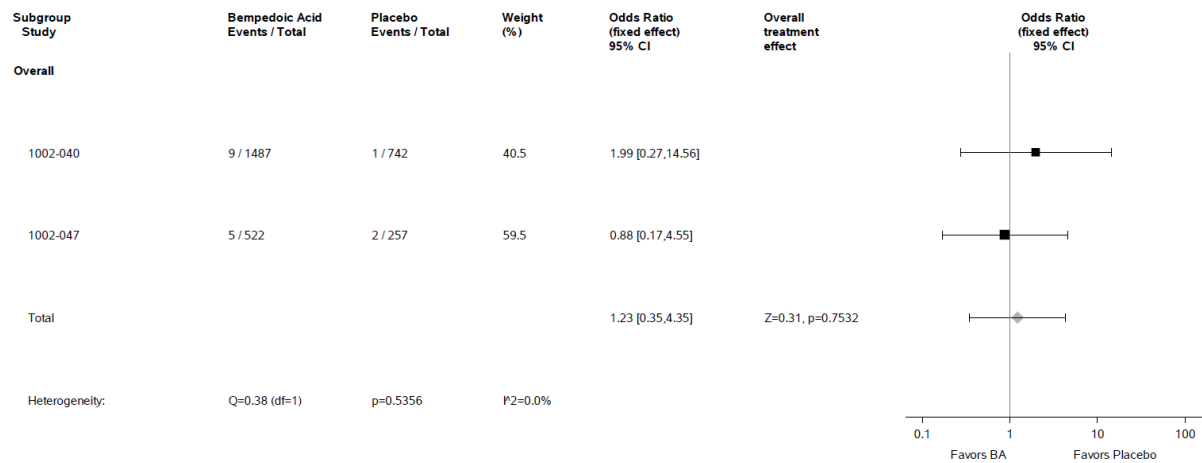 Subgroup Bempedoic Acid Placebo Weight Odds Ratio Overall Odds Ratio
Study Events / Total Events / Total (%) (fixed effect) treatment (fixed effect)
95% CI effect 95% CI
Overall
1002-040 9 / 1487 1 / 742 40.5 1.99 [0.27,14.56]
1002-047 5 / 522 2 / 257 59.5 0.88 [0.17,4.55]
Total 1.23 [0.35,4.35] Z=0.31, p=0.7532
Heterogeneity: Q=0.38 (df=1) p=0.5356 I^2=0.0%
0.1 1 10 100
Favors BA Favors Placebo